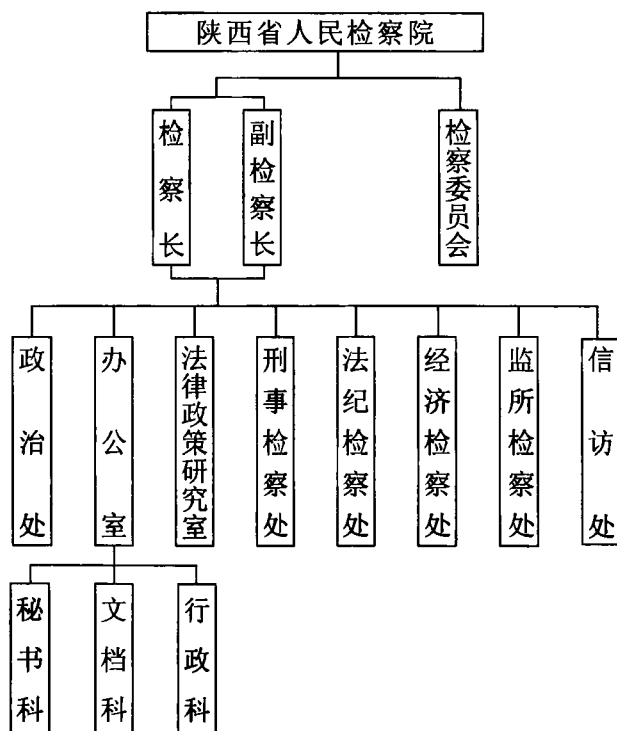 陕西省人民检察院
检察长
副检察长
检察委员会
政治处
办公室
法律政策研究室
刑事检察处
法纪检察处
经济检察处
监所检察处
信访处
秘书科
文档科
行政科